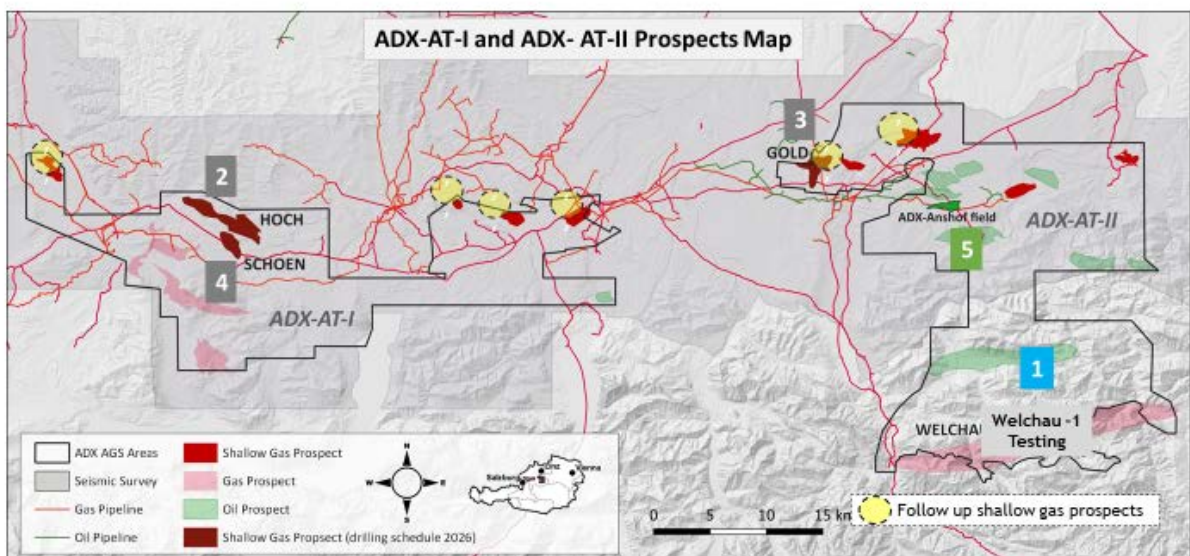 ADX-AT-I and ADX- AT-II Prospects Map
3
GOLD
2
HOCH
SCHOEN
4
ADX-AT-I
ADX-Anshof field
ADX-AT-II
5
1
WELCHAU
Welchau -1
Testing
ADX AGS Areas
Seismic Survey
Gas Pipeline
Oil Pipeline
Shallow Gas Prospect
Gas Prospect
Oil Prospect
Shallow Gas Propsect (drilling schedule 2026)
N
W
E
S
Linz
Vienna
Salzburg
0 5 10 15 km
Follow up shallow gas prospects